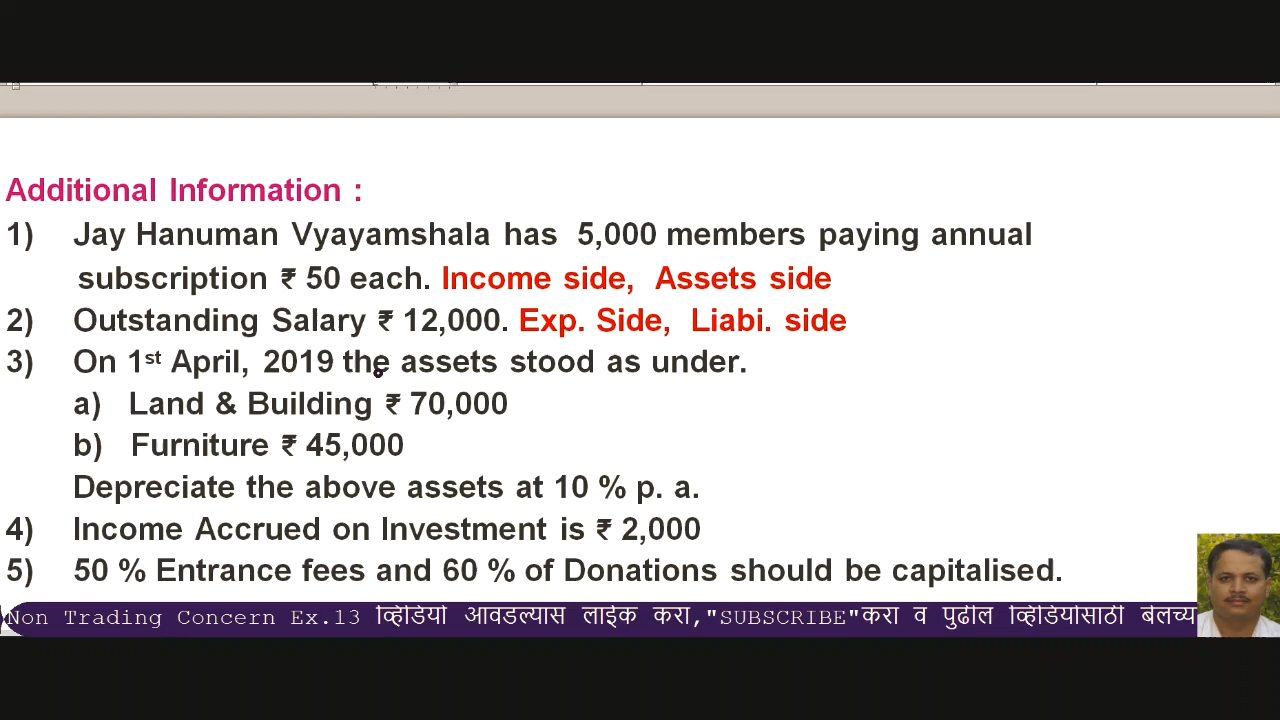 Additional Information :
1) Jay Hanuman Vyayamshala has 5,000 members paying annual
subscription ₹ 50 each. Income side, Assets side
2) Outstanding Salary ₹ 12,000. Exp. Side, Liabi. side
3) On 1st April, 2019 the assets stood as under.
a) Land & Building ₹ 70,000
b) Furniture ₹ 45,000
Depreciate the above assets at 10 % p. a.
4) Income Accrued on Investment is ₹ 2,000
5) 50 % Entrance fees and 60 % of Donations should be capitalised.
Non Trading Concern Ex.13 व्हिडियो आवडल्यास लाईक करा,"SUBSCRIBE"करा व पुढील व्हिडियोसाठी बेलच्य